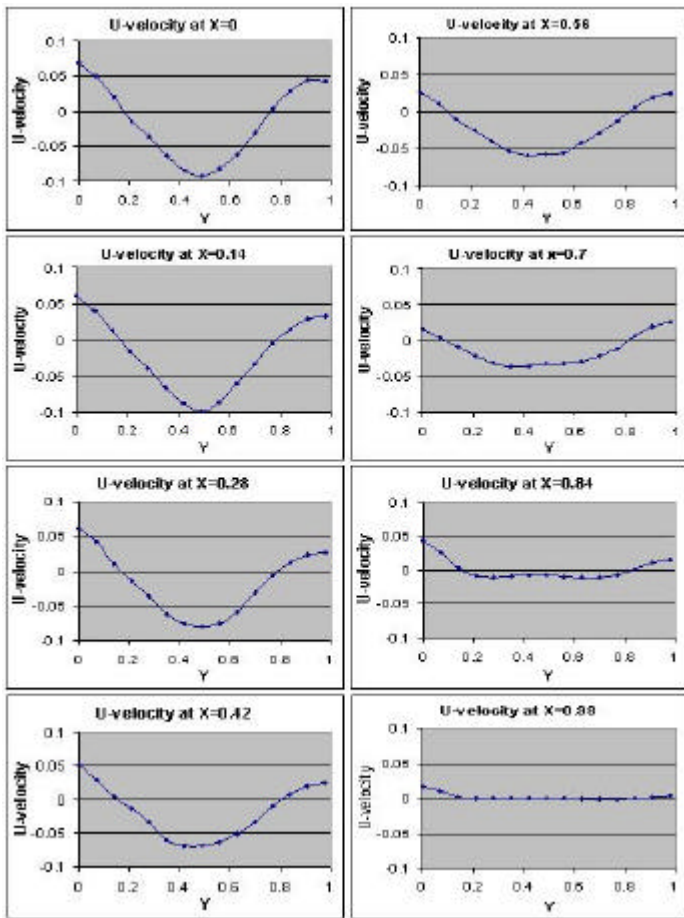 U-velocity at X=0
U-velocity
0.1
0.05
0
-0.05
-0.1
0 0.2 0.4 0.6 0.8 1
Y
U-velocity at X=0.56
U-velocity
0.1
0.05
0
-0.05
-0.1
0 0.2 0.4 0.6 0.8 1
Y
U-velocity at X=0.14
U-velocity
0.1
0.05
0
-0.05
-0.1
0 0.2 0.4 0.6 0.8 1
Y
U-velocity at x=0.7
U-velocity
0.1
0.05
0
-0.05
-0.1
0 0.2 0.4 0.6 0.8 1
Y
U-velocity at X=0.28
U-velocity
0.1
0.05
0
-0.05
-0.1
0 0.2 0.4 0.6 0.8 1
Y
U-velocity at X=0.84
U-velocity
0.1
0.05
0
-0.05
-0.1
0 0.2 0.4 0.6 0.8 1
Y
U-velocity at X=0.42
U-velocity
0.1
0.05
0
-0.05
-0.1
0 0.2 0.4 0.6 0.8 1
Y
U-velocity at X=0.98
U-velocity
0.1
0.05
0
-0.05
-0.1
0 0.2 0.4 0.6 0.8 1
Y